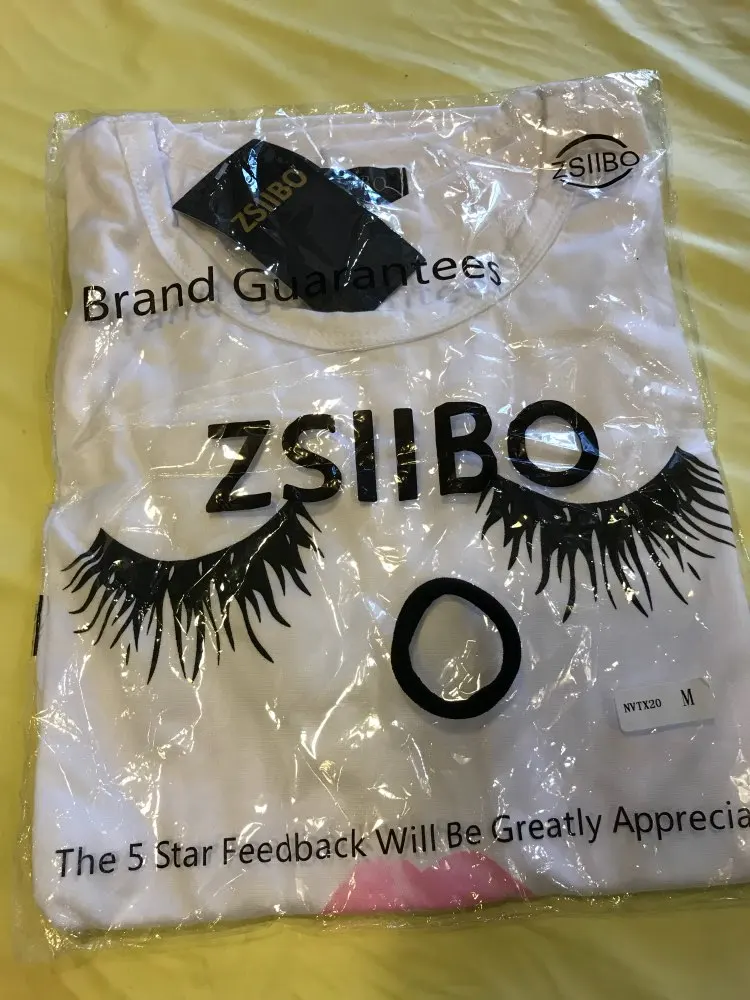 ZSIIBO
ZSIIBO
Brand Guarantees
ZSIIBO
NVTX20 M
The 5 Star Feedback Will Be Greatly Apprecia